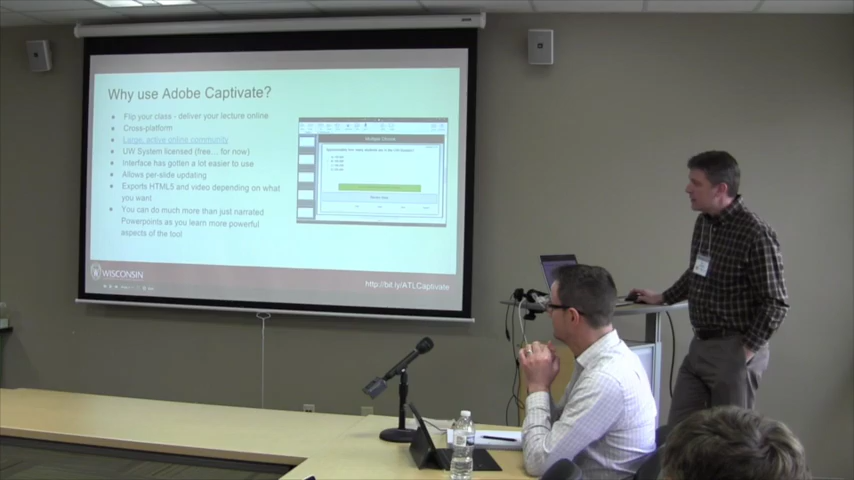 Why use Adobe Captivate?
● Flip your class - deliver your lecture online
● Cross-platform
● Large, active online community
● UW System licensed (free.... for now)
● Interface has gotten a lot easier to use
● Allows per-slide updating
● Exports HTML5 and video depending on what
you want
● You can do much more than just narrated
Powerpoints as you learn more powerful
aspects of the tool
Multiple Choice
WISCONSIN
http://bit.ly/ATLCaptivate